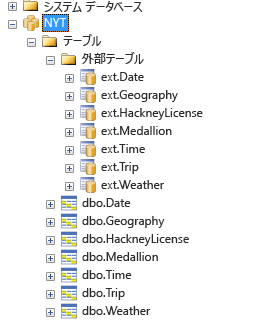 システム データベース
NYT
テーブル
外部テーブル
ext.Date
ext.Geography
ext.HackneyLicense
ext.Medallion
ext.Time
ext.Trip
ext.Weather
dbo.Date
dbo.Geography
dbo.HackneyLicense
dbo.Medallion
dbo.Time
dbo.Trip
dbo.Weather